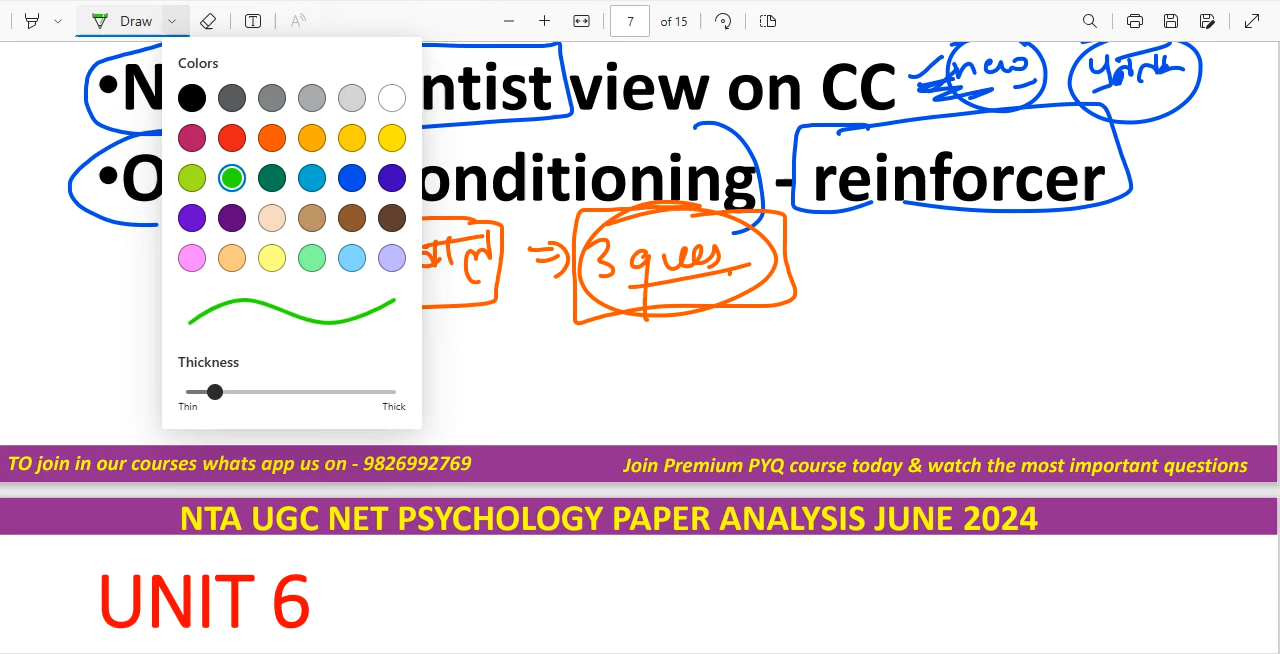 Draw
7 of 15
Colors
•N ntist view on CC new
•O onditioning - reinforcer
⇒ 3 ques.
Thickness
Thin Thick
TO join in our courses whats app us on - 9826992769 Join Premium PYQ course today & watch the most important questions
NTA UGC NET PSYCHOLOGY PAPER ANALYSIS JUNE 2024
UNIT 6